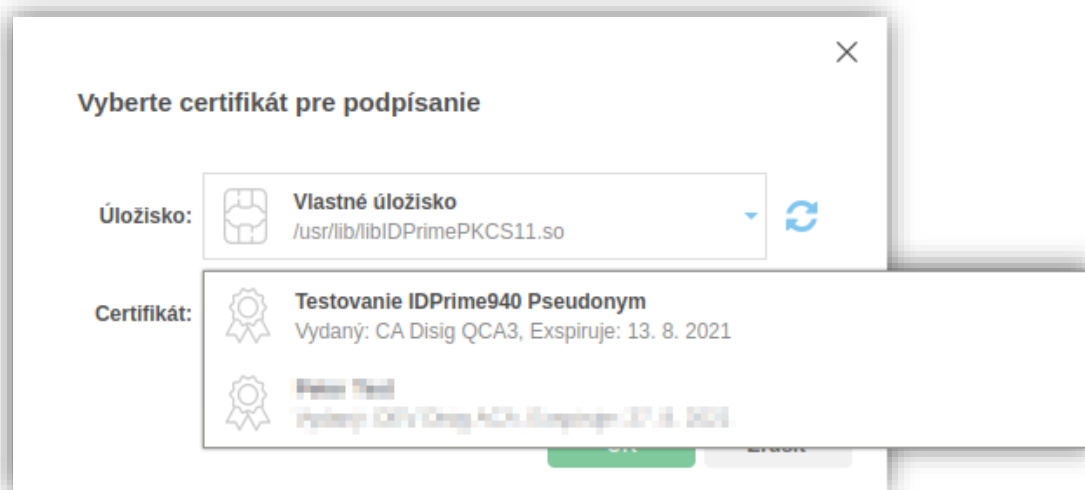 Vyberte certifikát pre podpísanie
Úložisko:
Vlastné úložisko
/usr/lib/libIDPrimePKCS11.so
Certifikát:
Testovanie IDPrime940 Pseudonym
Vydaný: CA Disig QCA3, Exspiruje: 13. 8. 2021